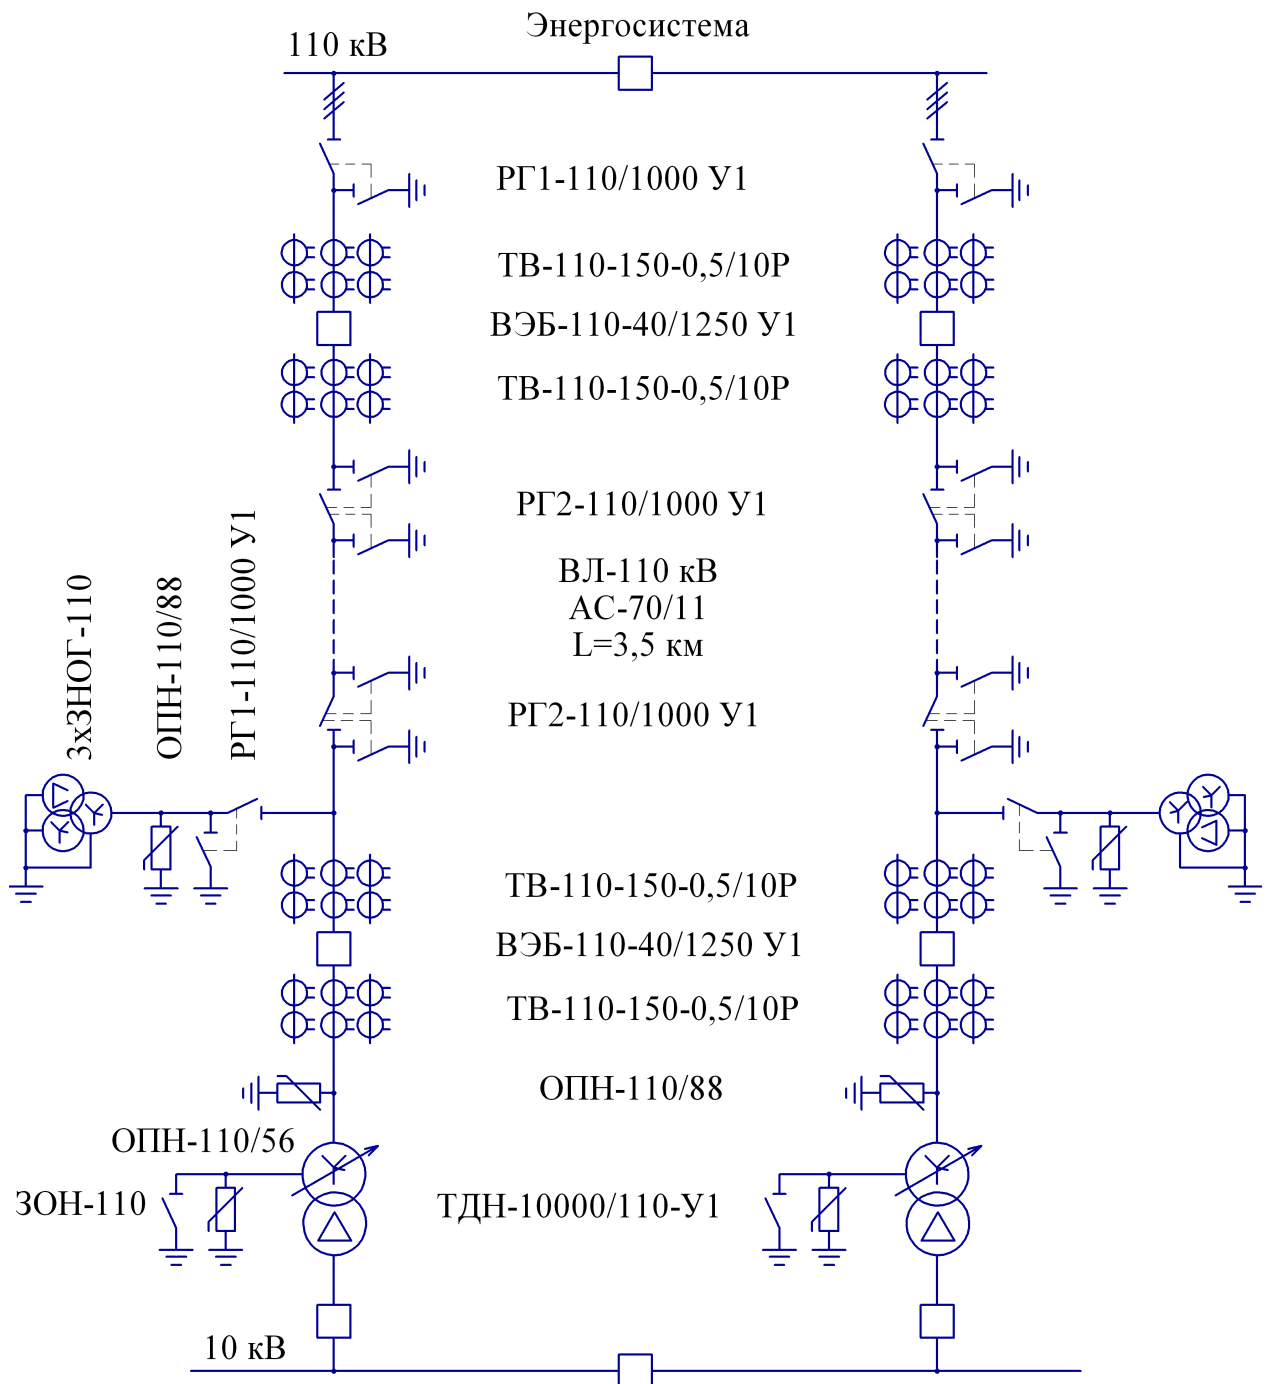 Энергосистема
110 кВ
РГ1-110/1000 У1
ТВ-110-150-0,5/10Р
ВЭБ-110-40/1250 У1
ТВ-110-150-0,5/10Р
РГ2-110/1000 У1
ВЛ-110 кВ
АС-70/11
L=3,5 км
3хЗНОГ-110
ОПН-110/88
РГ1-110/1000 У1
РГ2-110/1000 У1
ТВ-110-150-0,5/10Р
ВЭБ-110-40/1250 У1
ТВ-110-150-0,5/10Р
ОПН-110/88
ОПН-110/56
ЗОН-110
ТДН-10000/110-У1
10 кВ